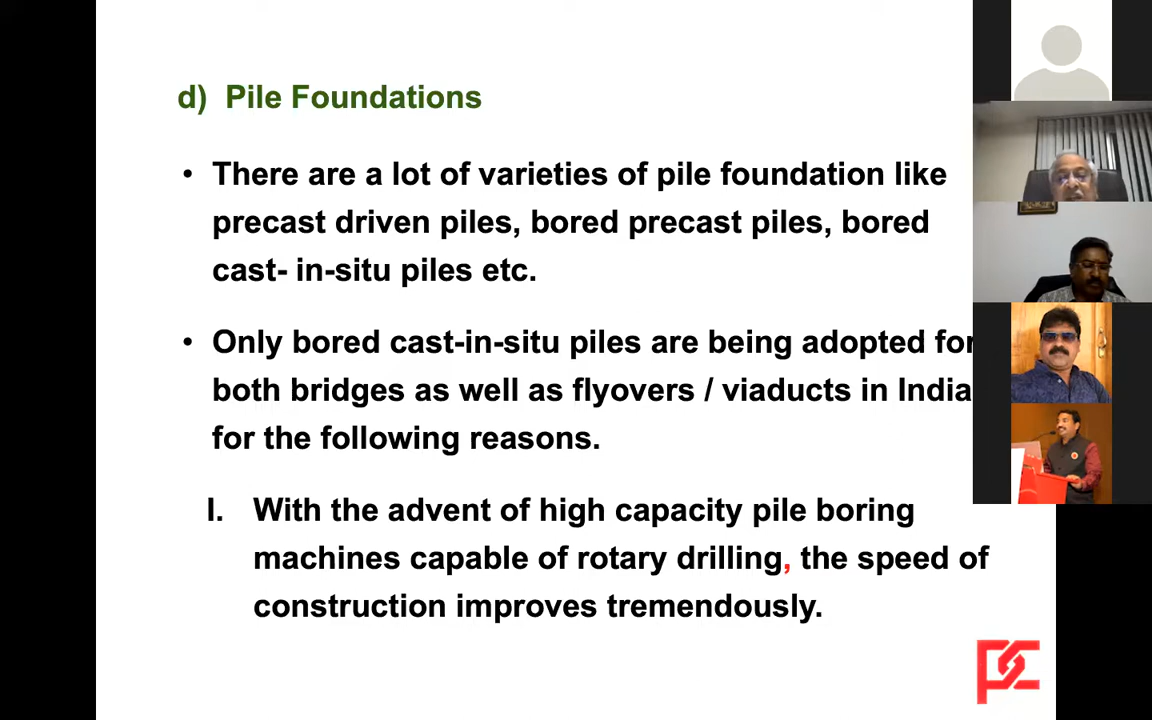 d) Pile Foundations
• There are a lot of varieties of pile foundation like
precast driven piles, bored precast piles, bored
cast- in-situ piles etc.
• Only bored cast-in-situ piles are being adopted for
both bridges as well as flyovers / viaducts in India
for the following reasons.
I. With the advent of high capacity pile boring
machines capable of rotary drilling, the speed of
construction improves tremendously.